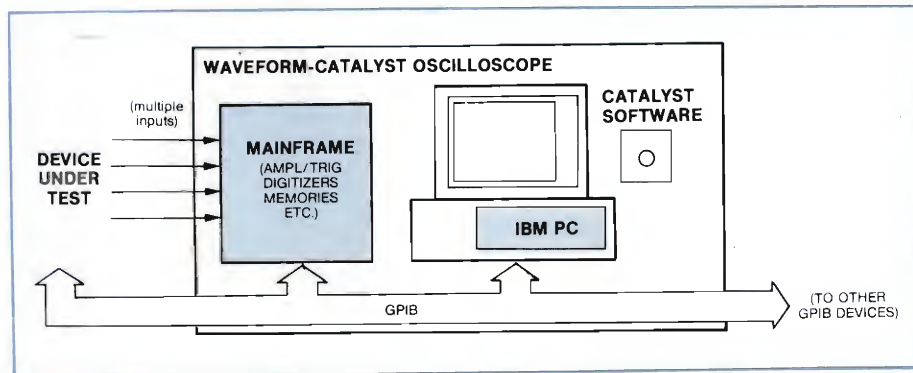 WAVEFORM-CATALYST OSCILLOSCOPE
(multiple
inputs)
DEVICE
UNDER
TEST
MAINFRAME
(AMPL/TRIG
DIGITIZERS
MEMORIES
ETC.)
CATALYST
SOFTWARE
IBM PC
GPIB
(TO OTHER
GPIB DEVICES)